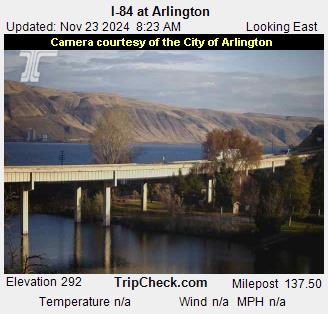 I-84 at Arlington
Updated: Nov 23 2024 8:23 AM Looking East
Camera courtesy of the City of Arlington
Elevation 292 TripCheck.com Milepost 137.50
Temperature n/a Wind n/a MPH n/a